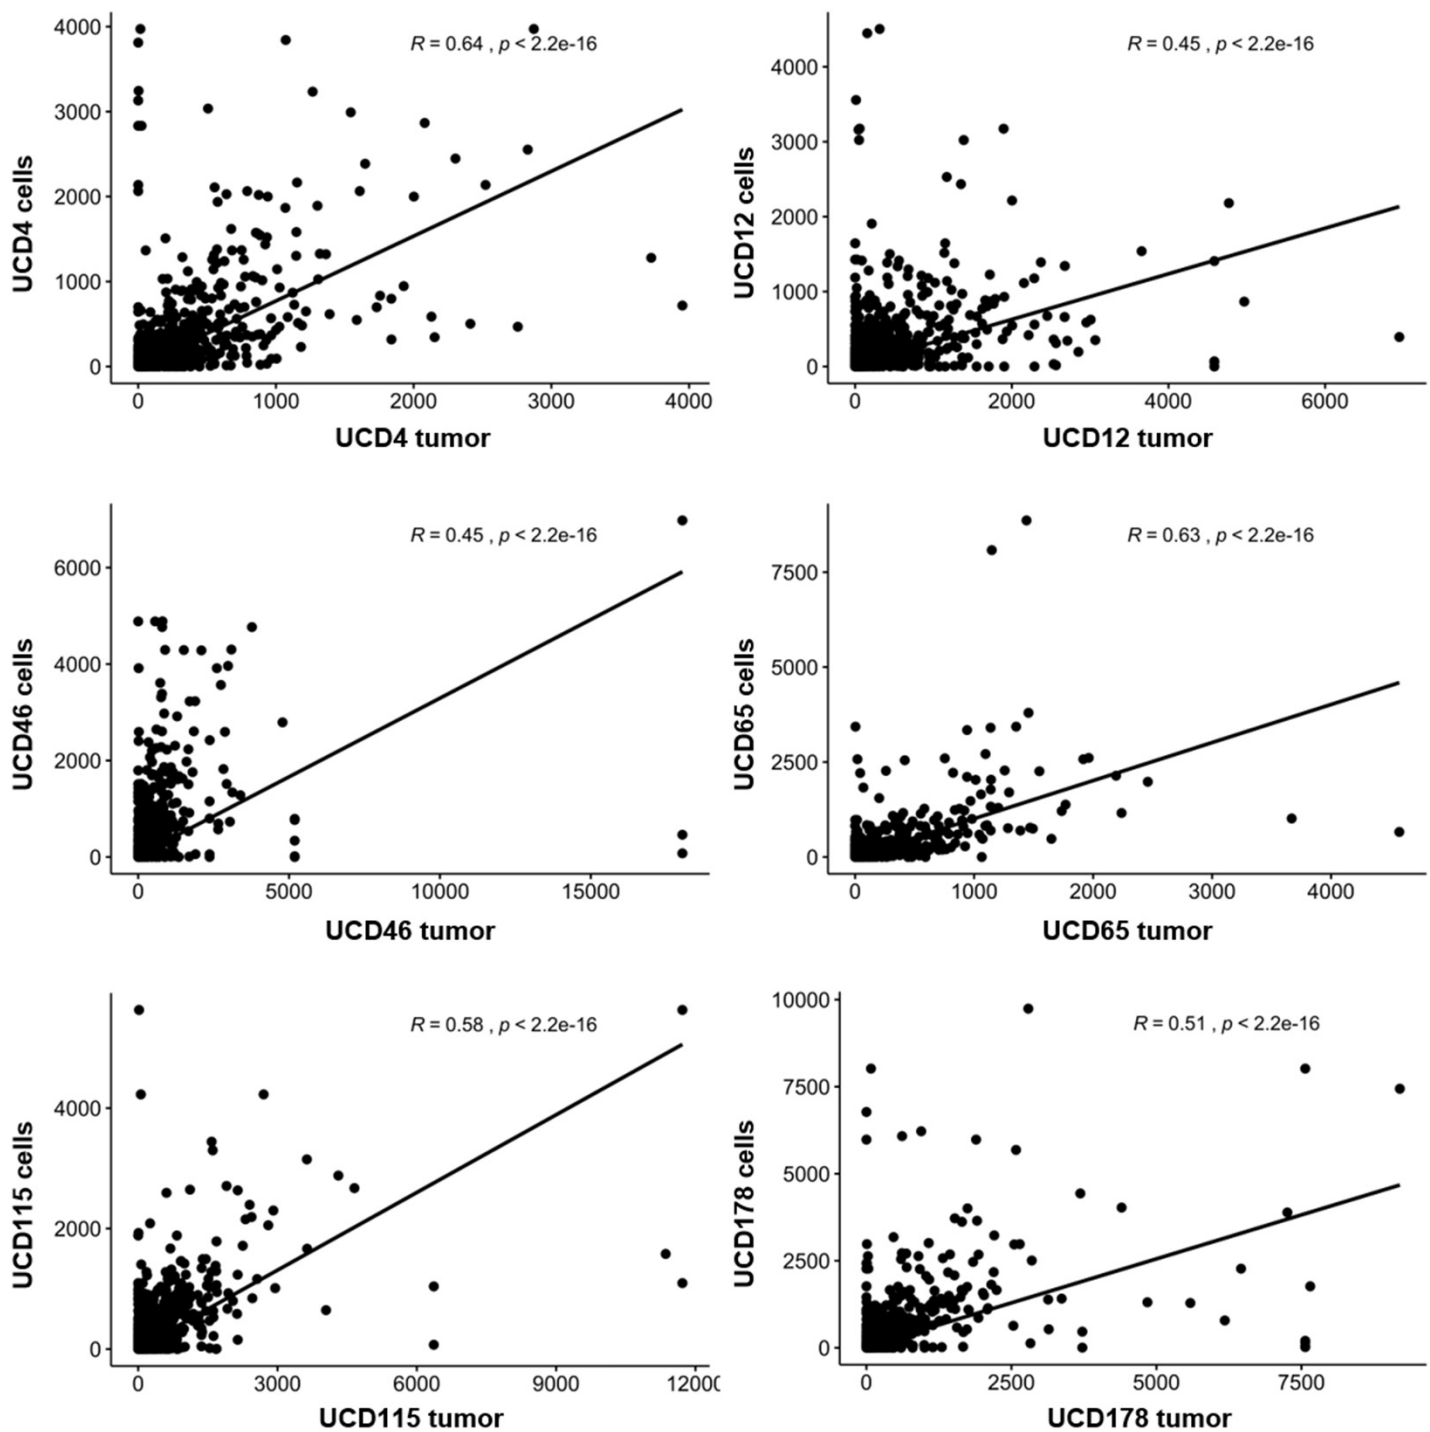 R = 0.64 , p < 2.2e-16
4000
3000
2000
1000
0
UCD4 cells
0 1000 2000 3000 4000
UCD4 tumor
R = 0.45 , p < 2.2e-16
4000
3000
2000
1000
0
UCD12 cells
0 2000 4000 6000
UCD12 tumor
R = 0.45 , p < 2.2e-16
6000
4000
2000
0
UCD46 cells
0 5000 10000 15000
UCD46 tumor
R = 0.63 , p < 2.2e-16
7500
5000
2500
0
UCD65 cells
0 1000 2000 3000 4000
UCD65 tumor
R = 0.58 , p < 2.2e-16
4000
2000
0
UCD115 cells
0 3000 6000 9000 12000
UCD115 tumor
R = 0.51 , p < 2.2e-16
10000
7500
5000
2500
0
UCD178 cells
0 2500 5000 7500
UCD178 tumor